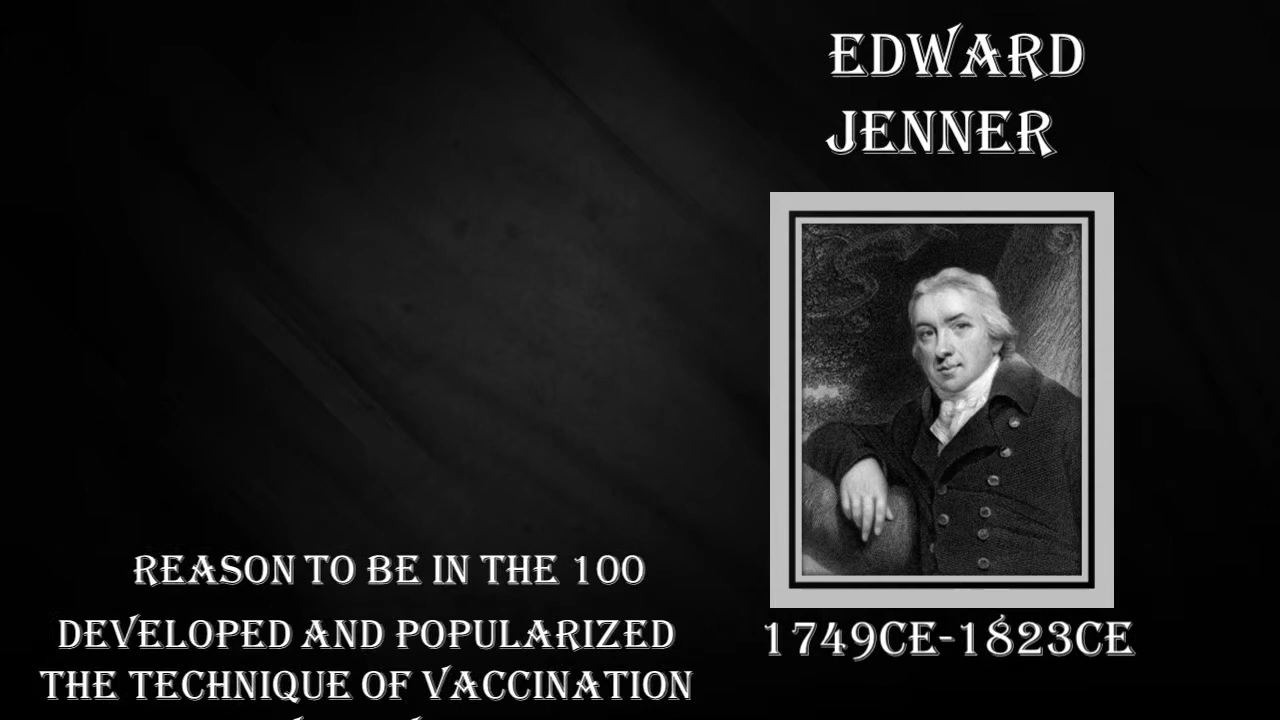 EDWARD
JENNER
REASON TO BE IN THE 100
DEVELOPED AND POPULARIZED
THE TECHNIQUE OF VACCINATION
1749CE-1823CE